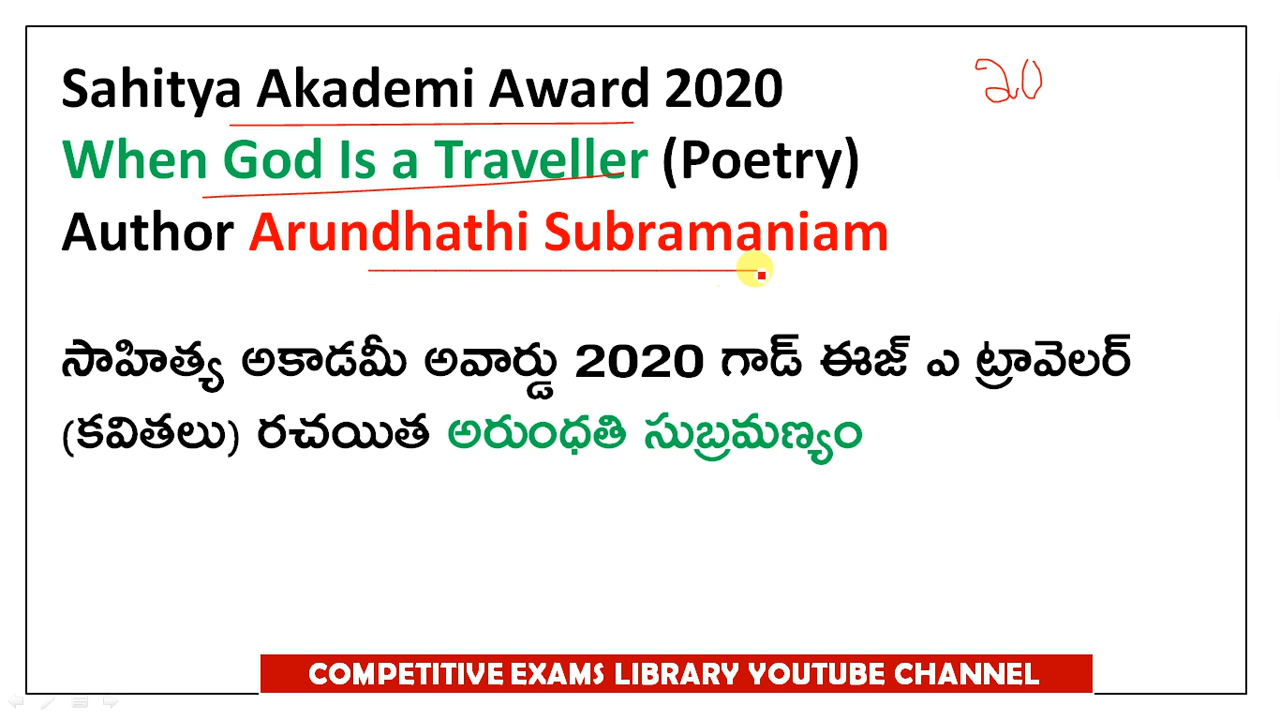 Sahitya Akademi Award 2020
20
When God Is a Traveller (Poetry)
Author Arundhathi Subramaniam
సాహిత్య అకాడమీ అవార్డు 2020 గాడ్ ఈజ్ ఎ ట్రావెలర్
(కవితలు) రచయిత అరుంధతి సుబ్రమణ్యం
COMPETITIVE EXAMS LIBRARY YOUTUBE CHANNEL